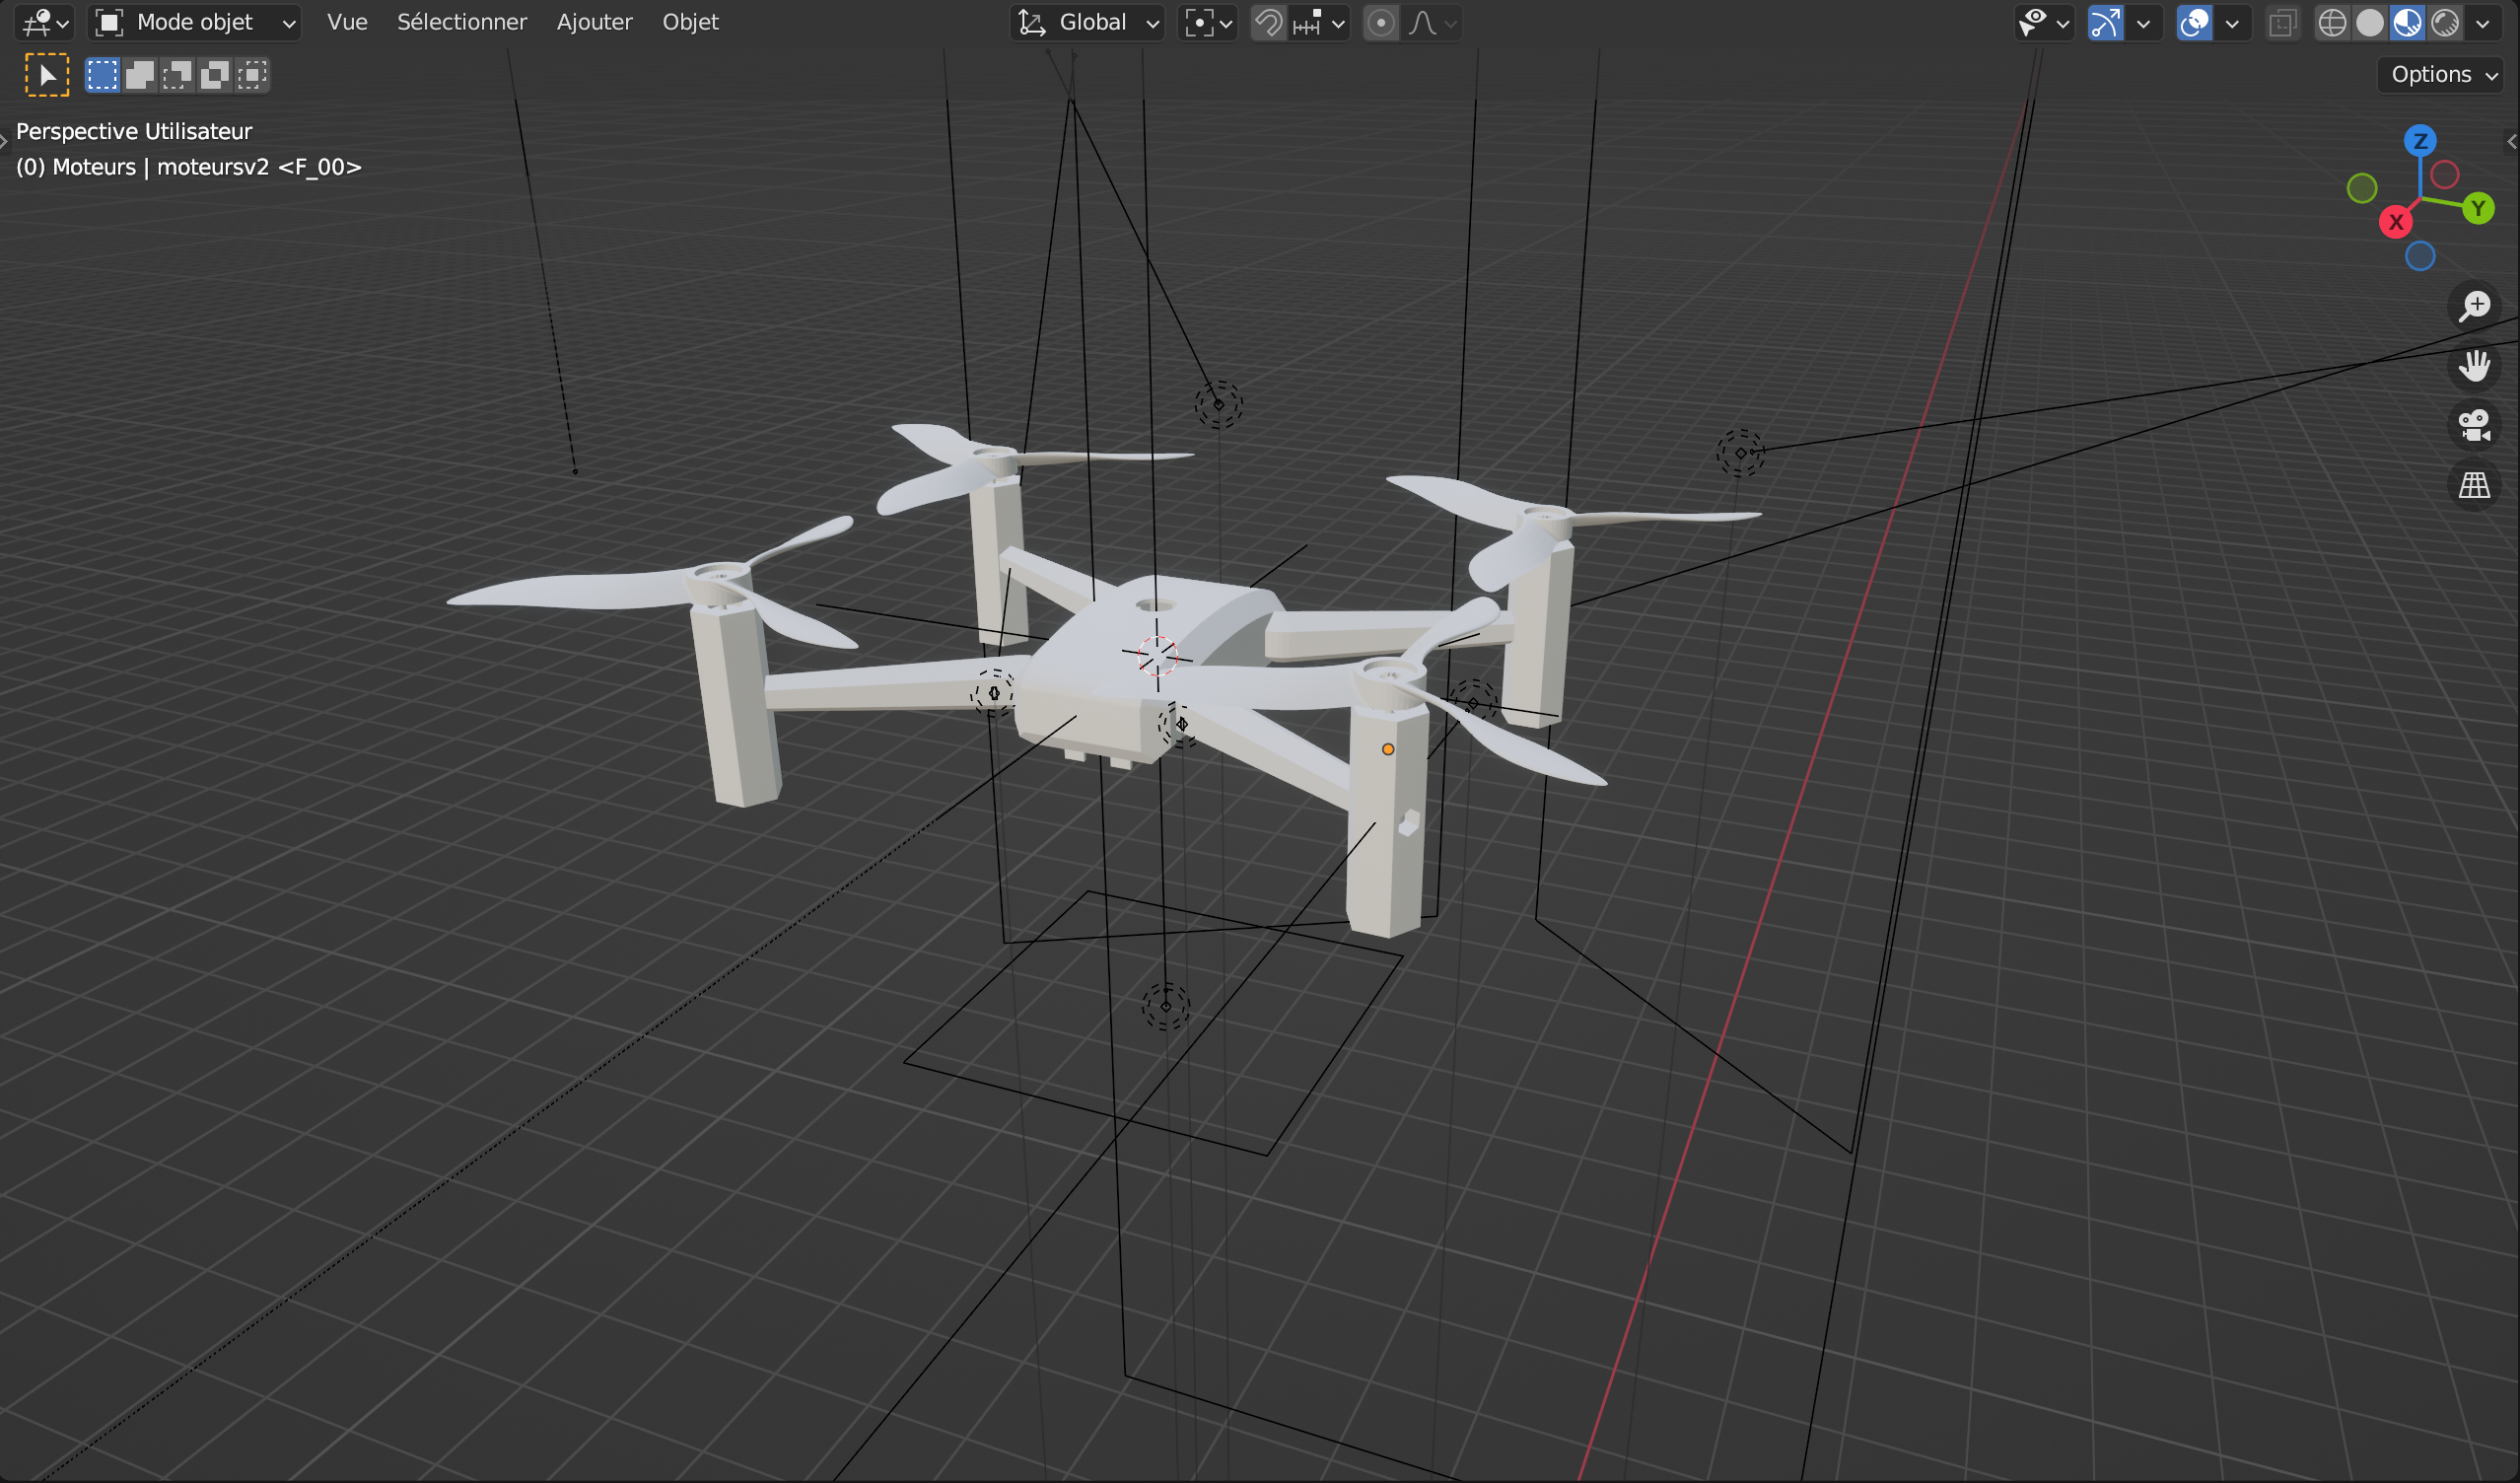 Mode objet
Vue
Sélectionner
Ajouter
Objet
Global
Options
Perspective Utilisateur
(0) Moteurs | moteursv2 <F_00>
Z
Y
X